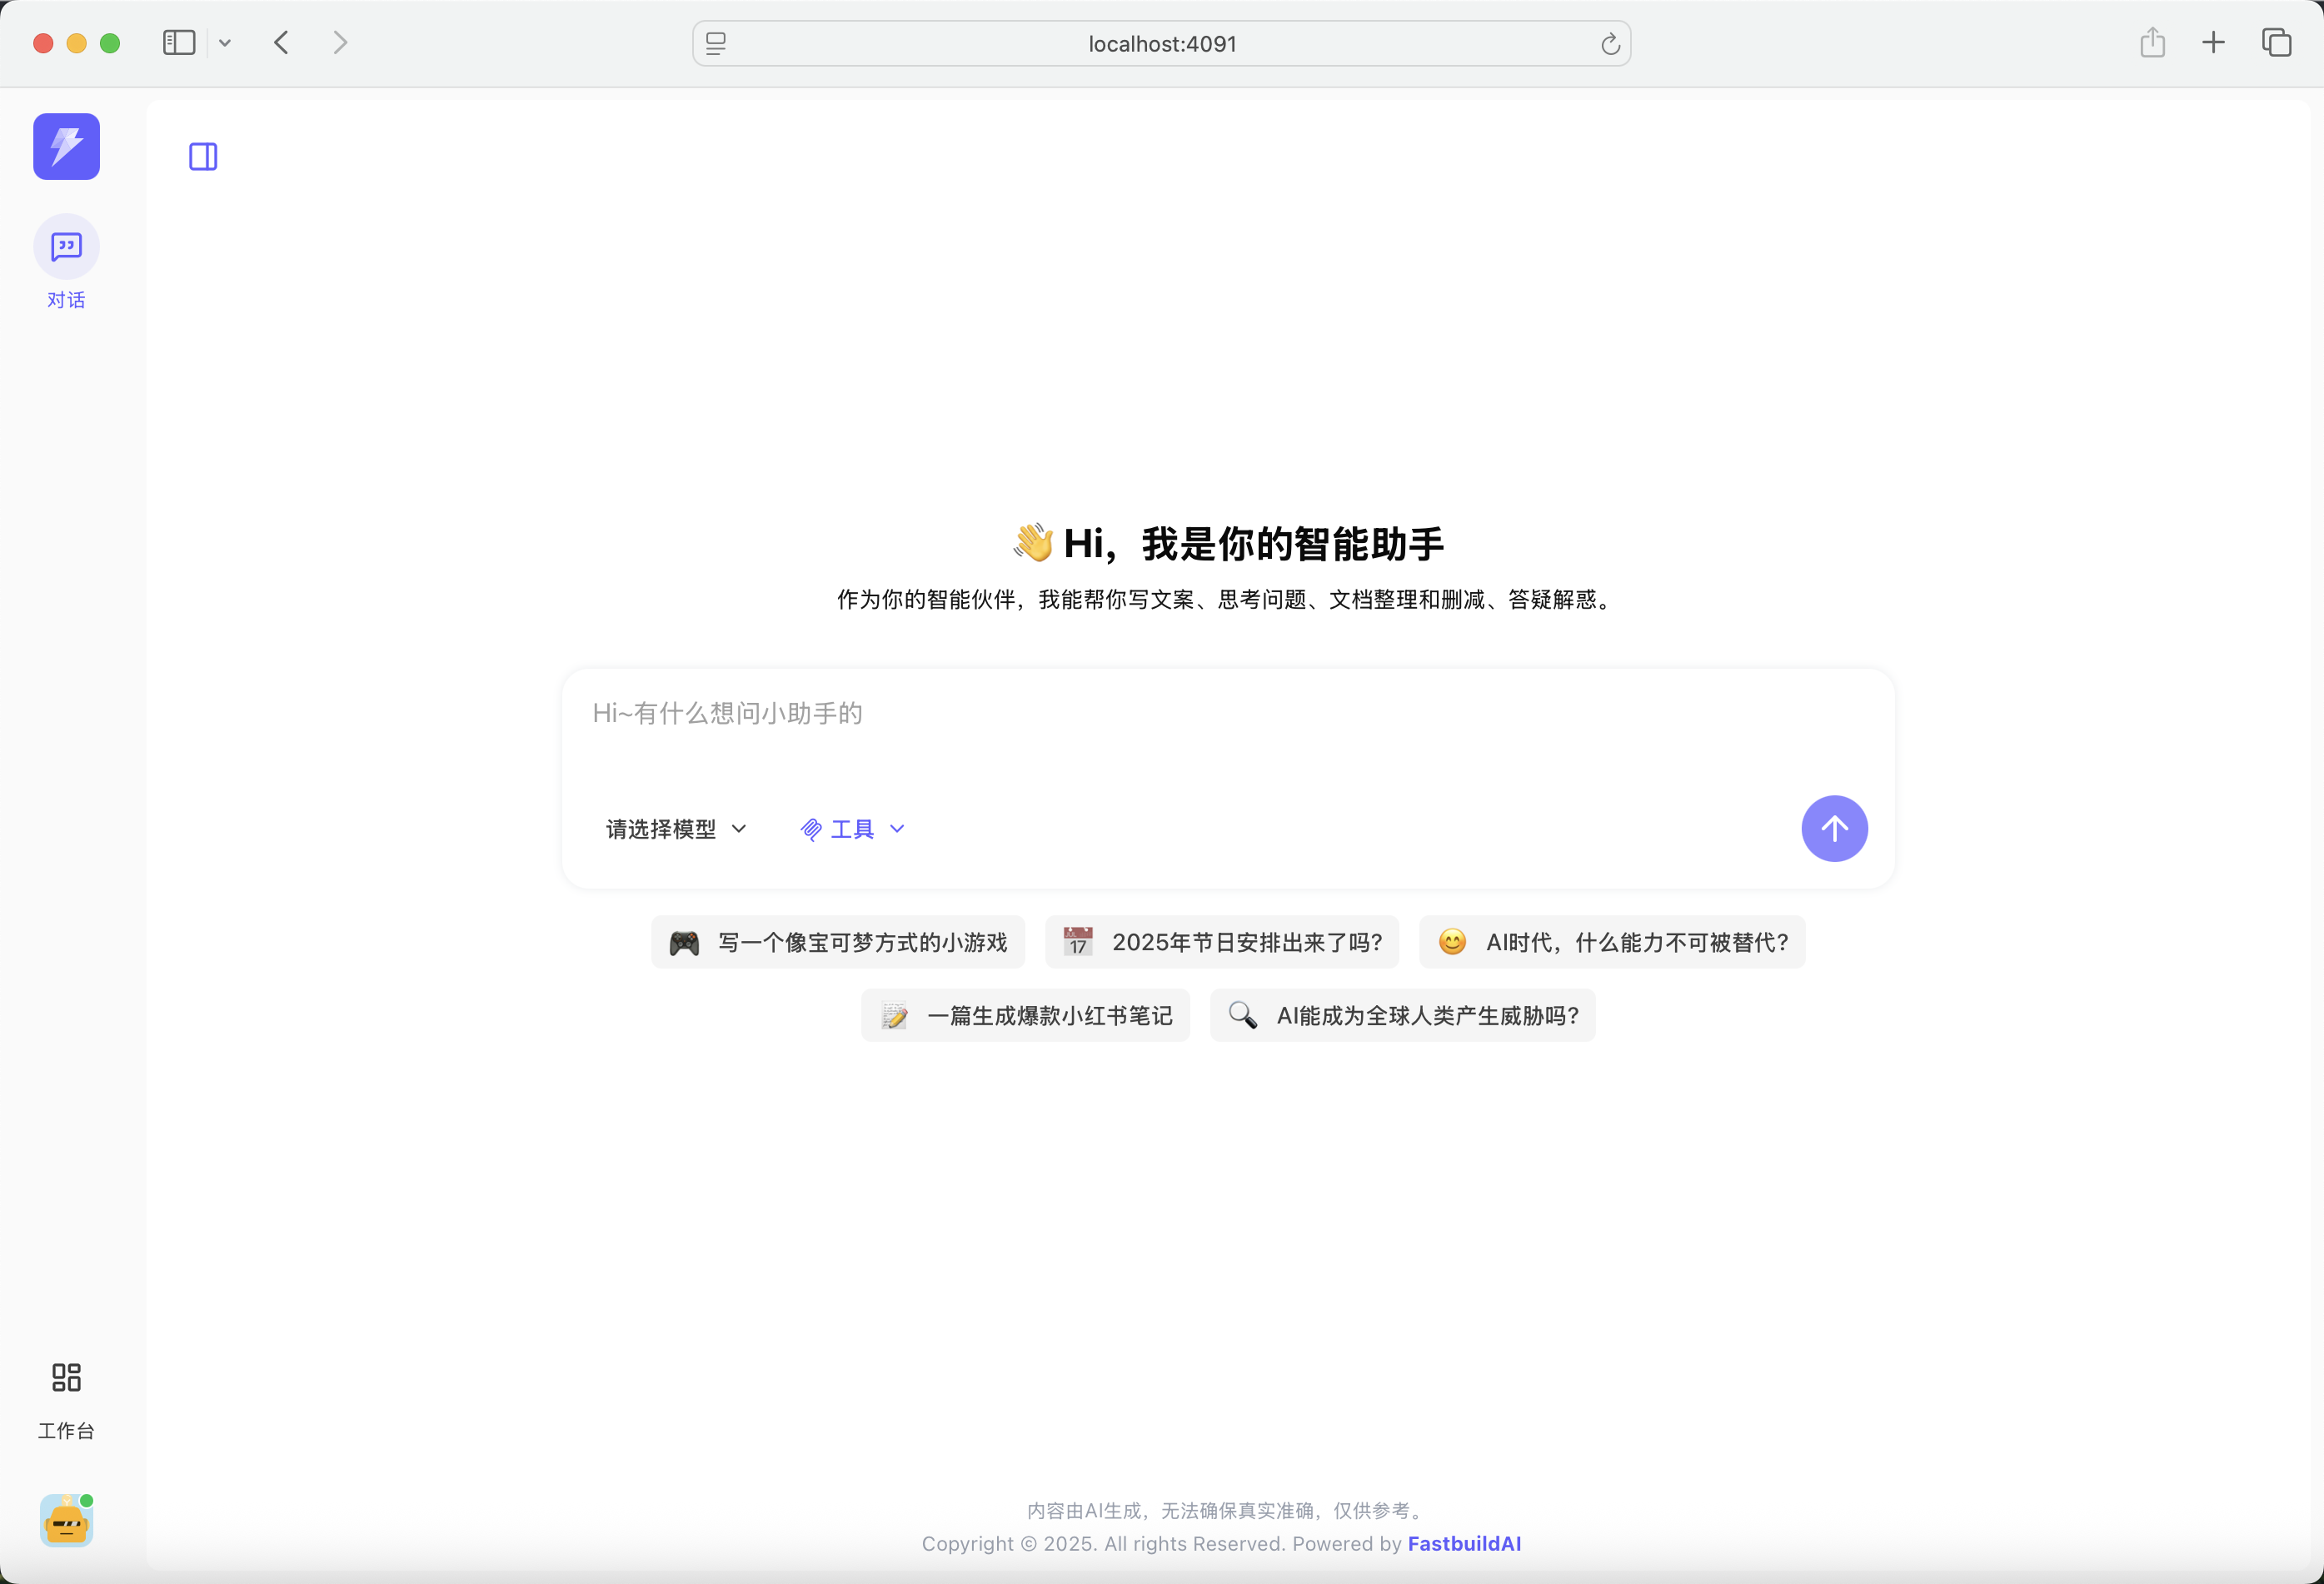 localhost:4091
对话
👋 Hi，我是你的智能助手
作为你的智能伙伴，我能帮你写文案、思考问题、文档整理和删减、答疑解惑。
Hi~有什么想问小助手的
请选择模型
工具
写一个像宝可梦方式的小游戏
17
2025年节日安排出来了吗?
AI时代，什么能力不可被替代?
一篇生成爆款小红书笔记
AI能成为全球人类产生威胁吗?
工作台
内容由AI生成，无法确保真实准确，仅供参考。
Copyright © 2025. All rights Reserved. Powered by FastbuildAI